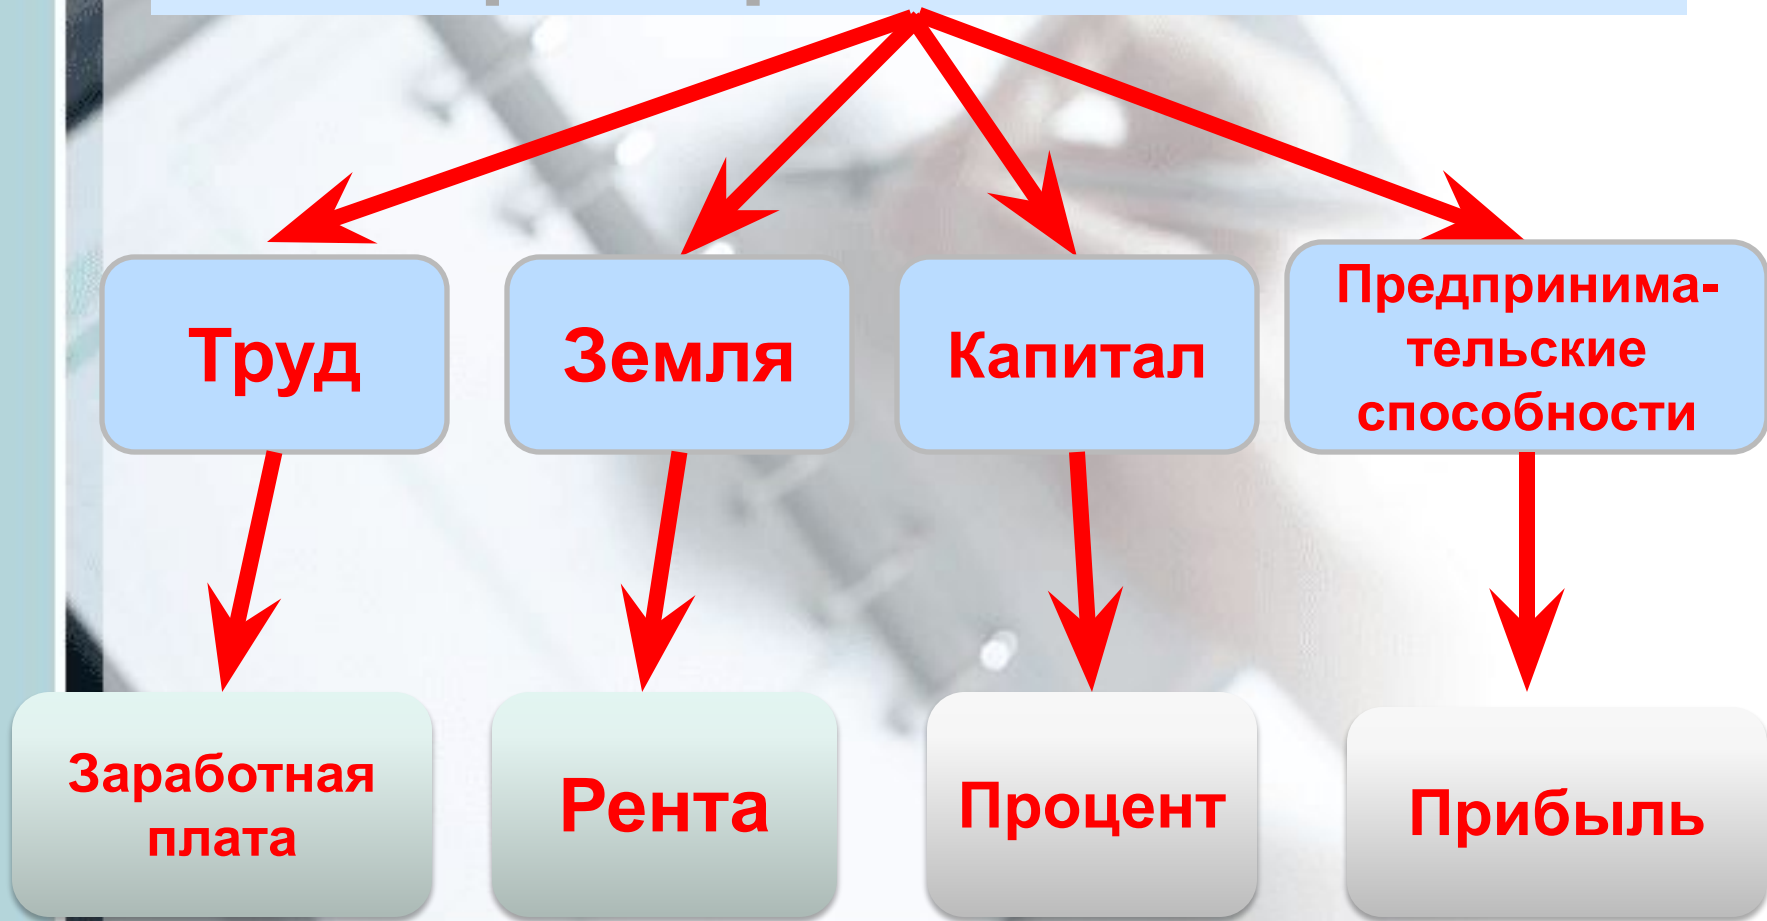 Труд
Земля
Капитал
Предпринима-
тельские
способности
Заработная
плата
Рента
Процент
Прибыль